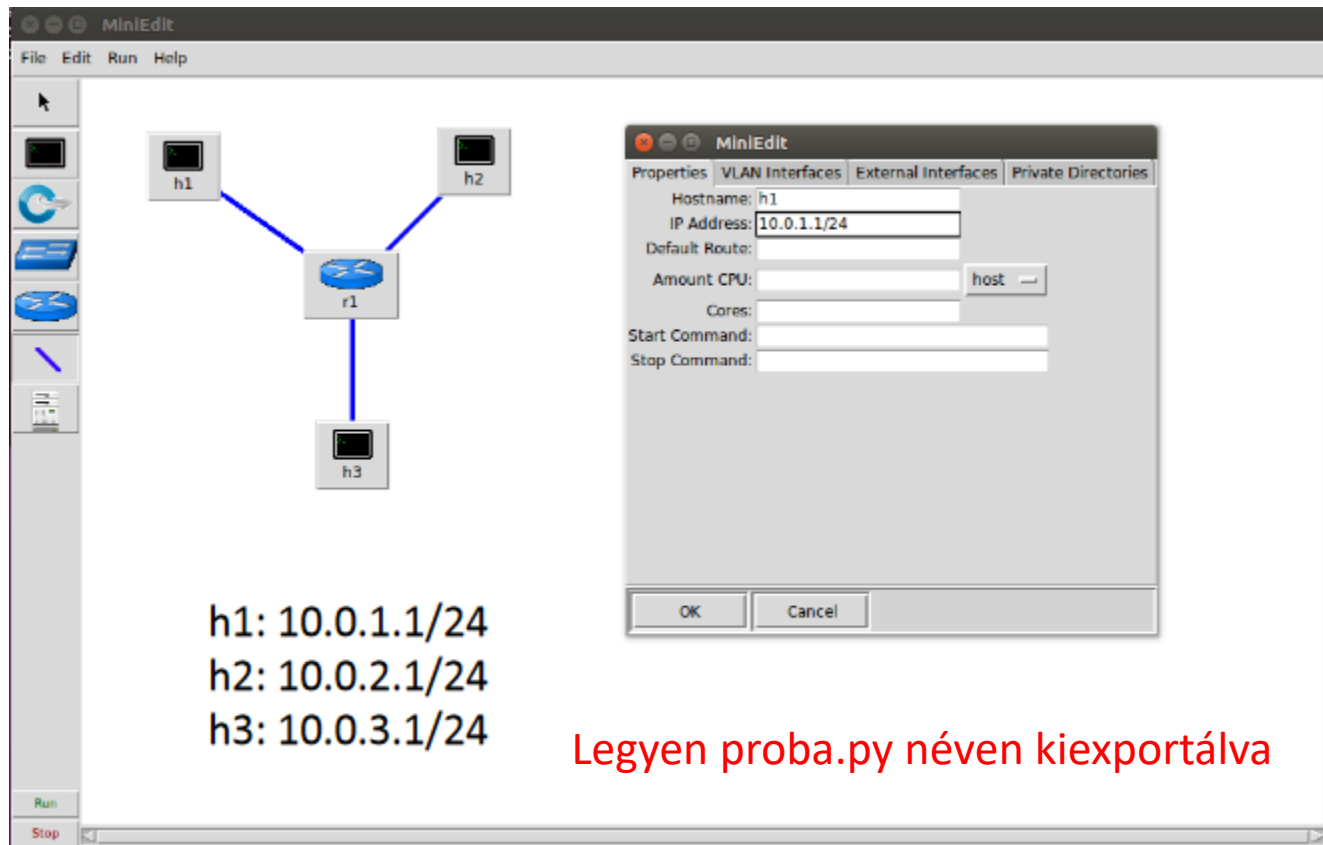 MiniEdit
File Edit Run Help
h1
h2
r1
h3
MiniEdit
Properties VLAN Interfaces External Interfaces Private Directories
Hostname: h1
IP Address: 10.0.1.1/24
Default Route:
Amount CPU: host
Cores:
Start Command:
Stop Command:
OK Cancel
h1: 10.0.1.1/24
h2: 10.0.2.1/24
h3: 10.0.3.1/24
Legyen proba.py néven kiexportálva
Run
Stop